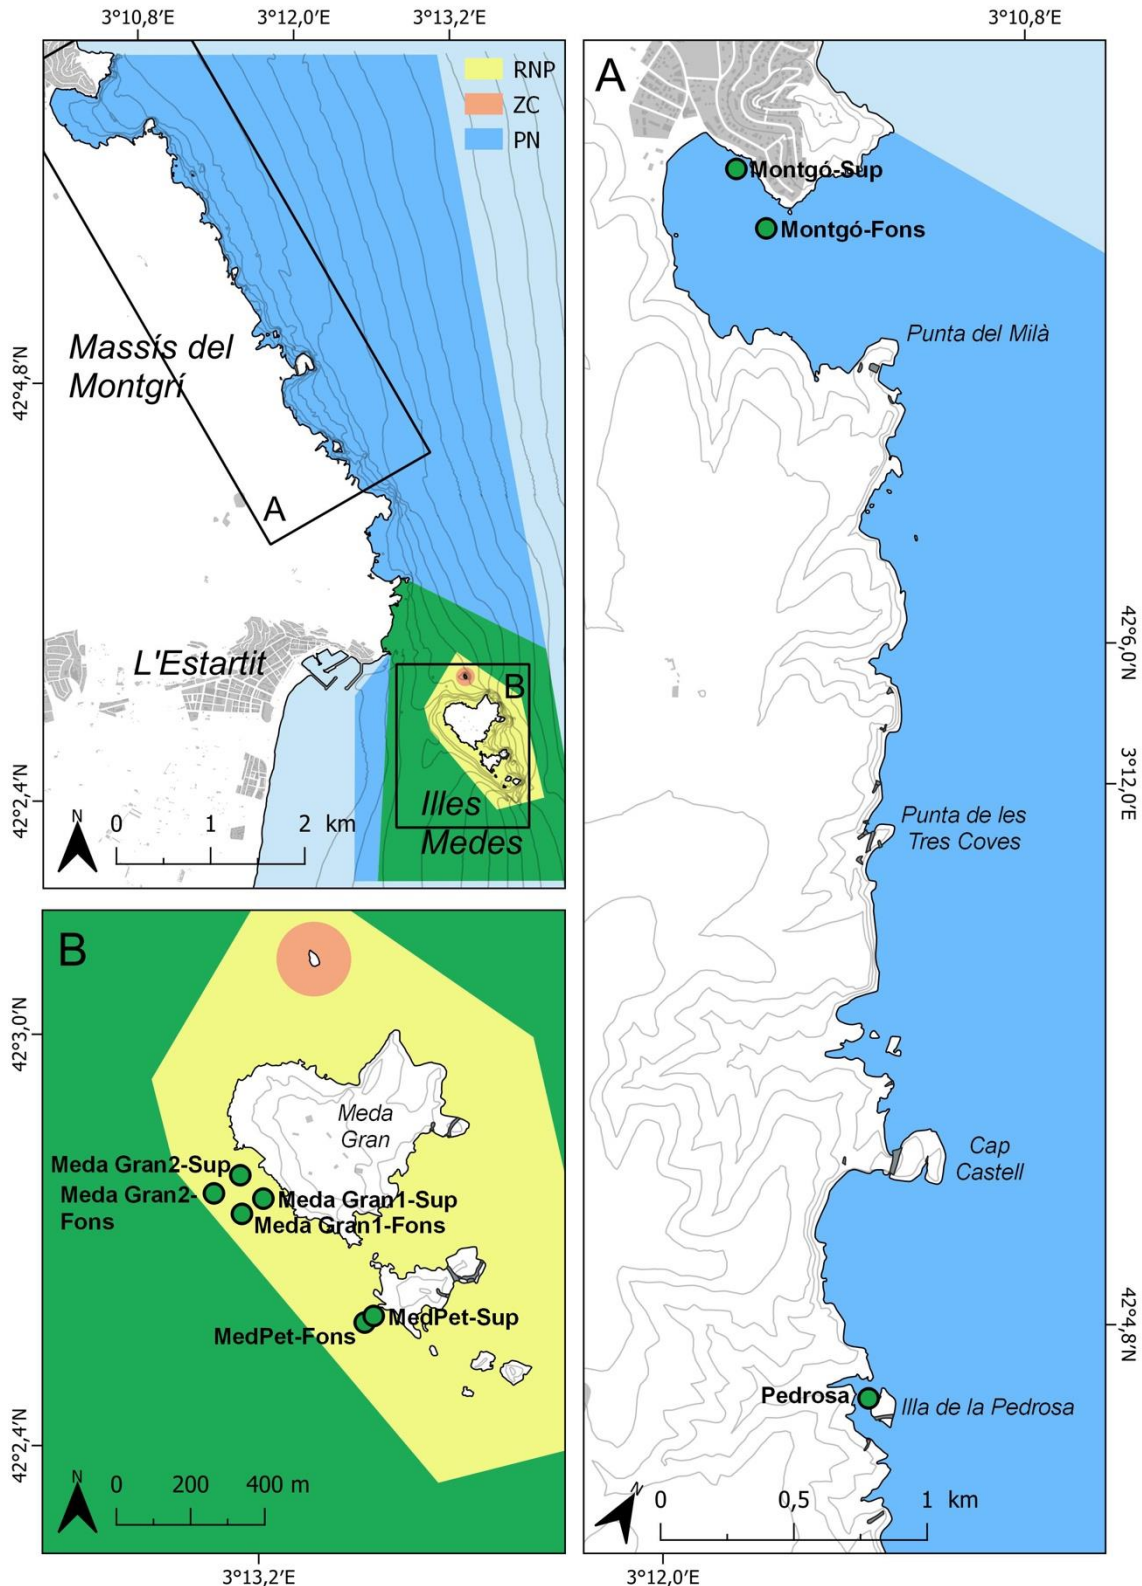 3°10,8′E
3°12,0′E
3°13,2′E
RNP
ZC
PN
Massís del
Montgrí
42°4,8′N
A
L'Estartit
B
42°2,4′N
Illes
Medes
N
0
1
2 km
B
42°3,0′N
Meda
Gran
Meda Gran2-Sup
Meda Gran2-
Fons
Meda Gran1-Sup
Meda Gran1-Fons
MedPet-Sup
MedPet-Fons
42°2,4′N
N
0
200
400 m
3°13,2′E
3°10,8′E
A
Montgó-Sup
Montgó-Fons
Punta del Milà
42°6,0′N
3°12,0′E
Punta de les
Tres Coves
Cap
Castell
42°4,8′N
Pedrosa
Illa de la Pedrosa
N
0
0,5
1 km
3°12,0′E